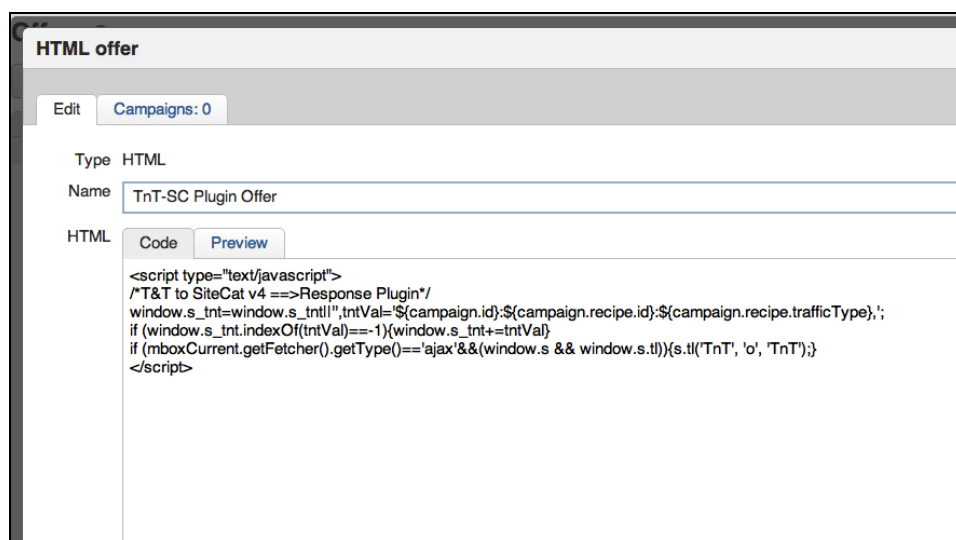 HTML offer
Edit Campaigns: 0
Type HTML
Name TnT-SC Plugin Offer
HTML Code Preview
<script type="text/javascript">
/*T&T to SiteCat v4 ==>Response Plugin*/
window.s_tnt=window.s_tnt||'',tntVal='${campaign.id}:${campaign.recipe.id}:${campaign.recipe.trafficType},';
if (window.s_tnt.indexOf(tntVal)==-1){window.s_tnt+=tntVal}
if (mboxCurrent.getFetcher().getType()=='ajax'&&(window.s && window.s.tl)){s.tl('TnT', 'o', 'TnT');}
</script>